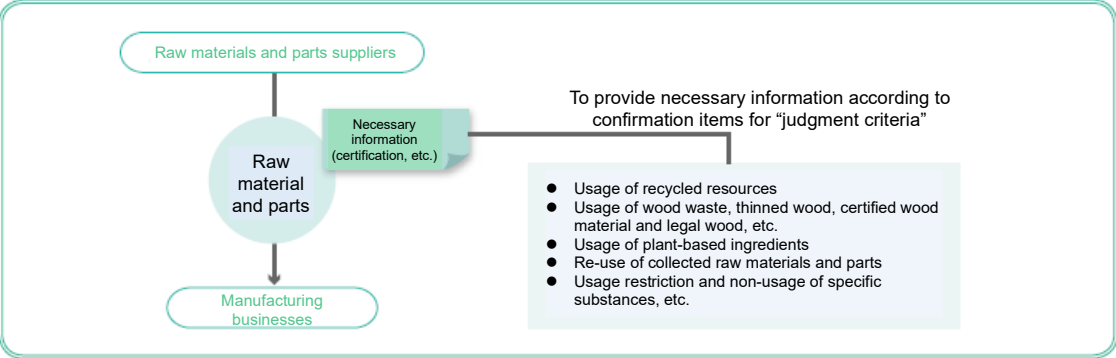 Raw materials and parts suppliers
To provide necessary information according to
confirmation items for “judgment criteria”
Necessary
information
(certification, etc.)
Raw
material
and parts
● Usage of recycled resources
● Usage of wood waste, thinned wood, certified wood
material and legal wood, etc.
● Usage of plant-based ingredients
● Re-use of collected raw materials and parts
● Usage restriction and non-usage of specific
substances, etc.
Manufacturing
businesses